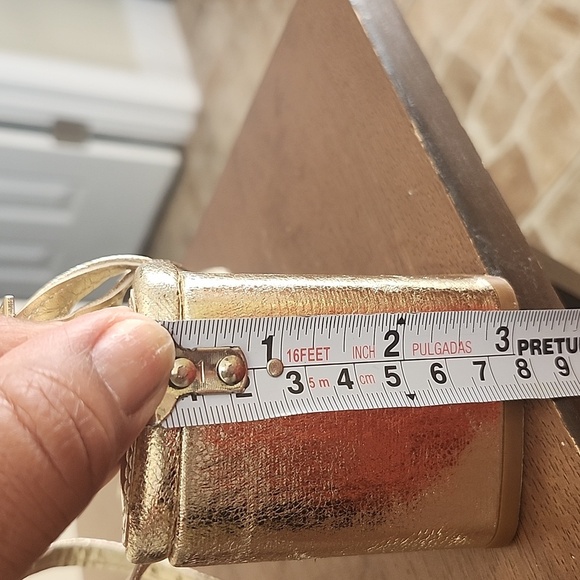 1 16FEET INCH 2 PULGADAS 3 PRETU
2 3 5m 4 cm 5 6 7 8 9